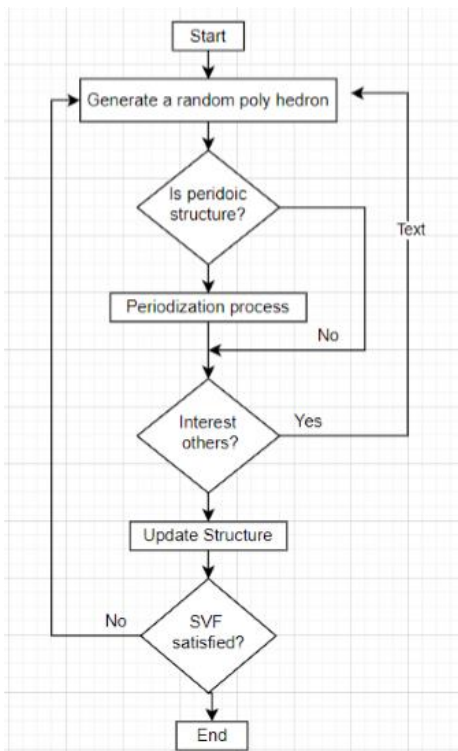 Start
Generate a random poly hedron
Is peridoic
structure?
Text
Periodization process
No
Interest
others?
Yes
Update Structure
No
SVF
satisfied?
End